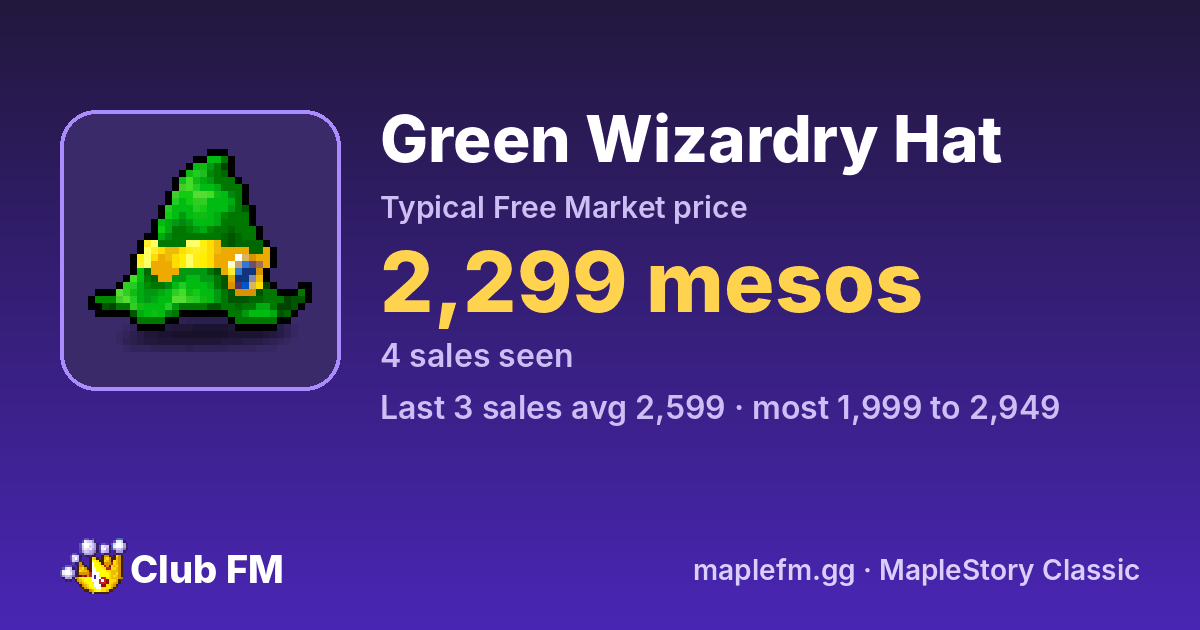 Green Wizardry Hat
Typical Free Market price
2,299 mesos
4 sales seen
Last 3 sales avg 2,599 · most 1,999 to 2,949
Club FM
maplefm.gg · MapleStory Classic